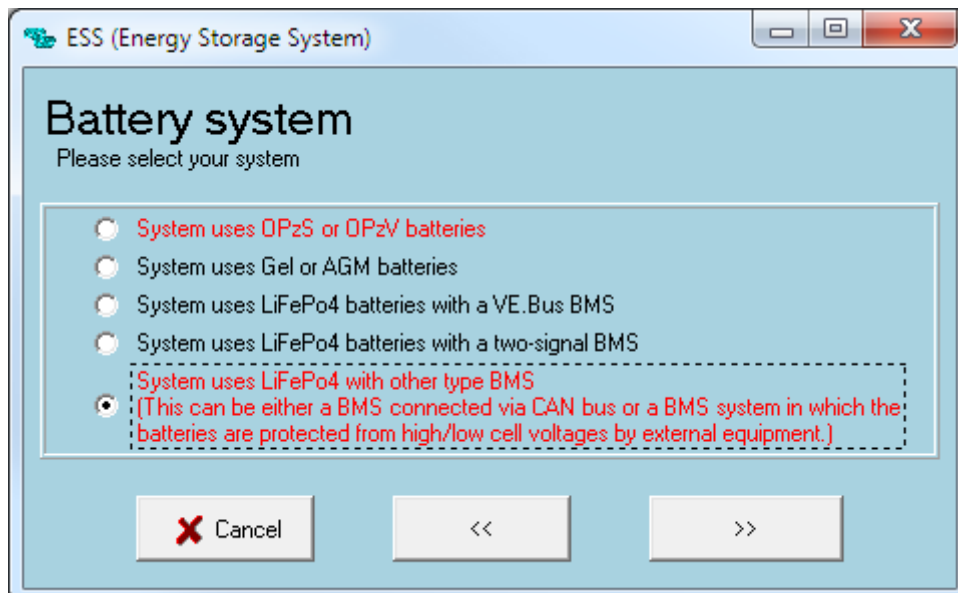 ESS (Energy Storage System)
Battery system
Please select your system
System uses OPzS or OPzV batteries
System uses Gel or AGM batteries
System uses LiFePo4 batteries with a VE.Bus BMS
System uses LiFePo4 batteries with a two-signal BMS
System uses LiFePo4 with other type BMS
(This can be either a BMS connected via CAN bus or a BMS system in which the
batteries are protected from high/low cell voltages by external equipment.)
Cancel
<<
>>